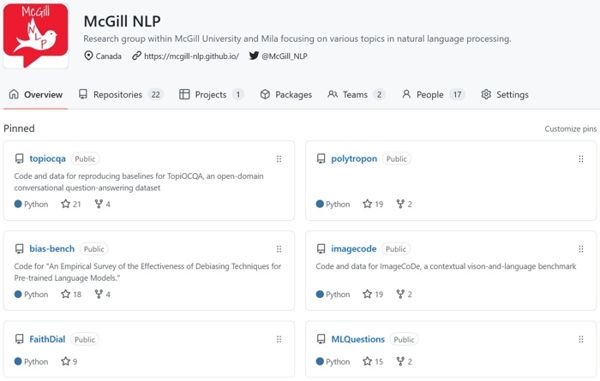 McGill
NLP
McGill NLP
Research group within McGill University and Mila focusing on various topics in natural language processing.
Canada https://mcgill-nlp.github.io/ @McGill_NLP
Overview Repositories 22 Projects 1 Packages Teams 2 People 17 Settings
Pinned Customize pins
topiocqa Public
Code and data for reproducing baselines for TopiOCQA, an open-domain
conversational question-answering dataset
Python 21 4
polytropon Public
Python 19 2
bias-bench Public
Code for "An Empirical Survey of the Effectiveness of Debiasing Techniques for
Pre-trained Language Models."
Python 18 4
imagecode Public
Code and data for ImageCoDe, a contextual vison-and-language benchmark
Python 19 2
FaithDial Public
Python 9
MLQuestions Public
Python 15 2